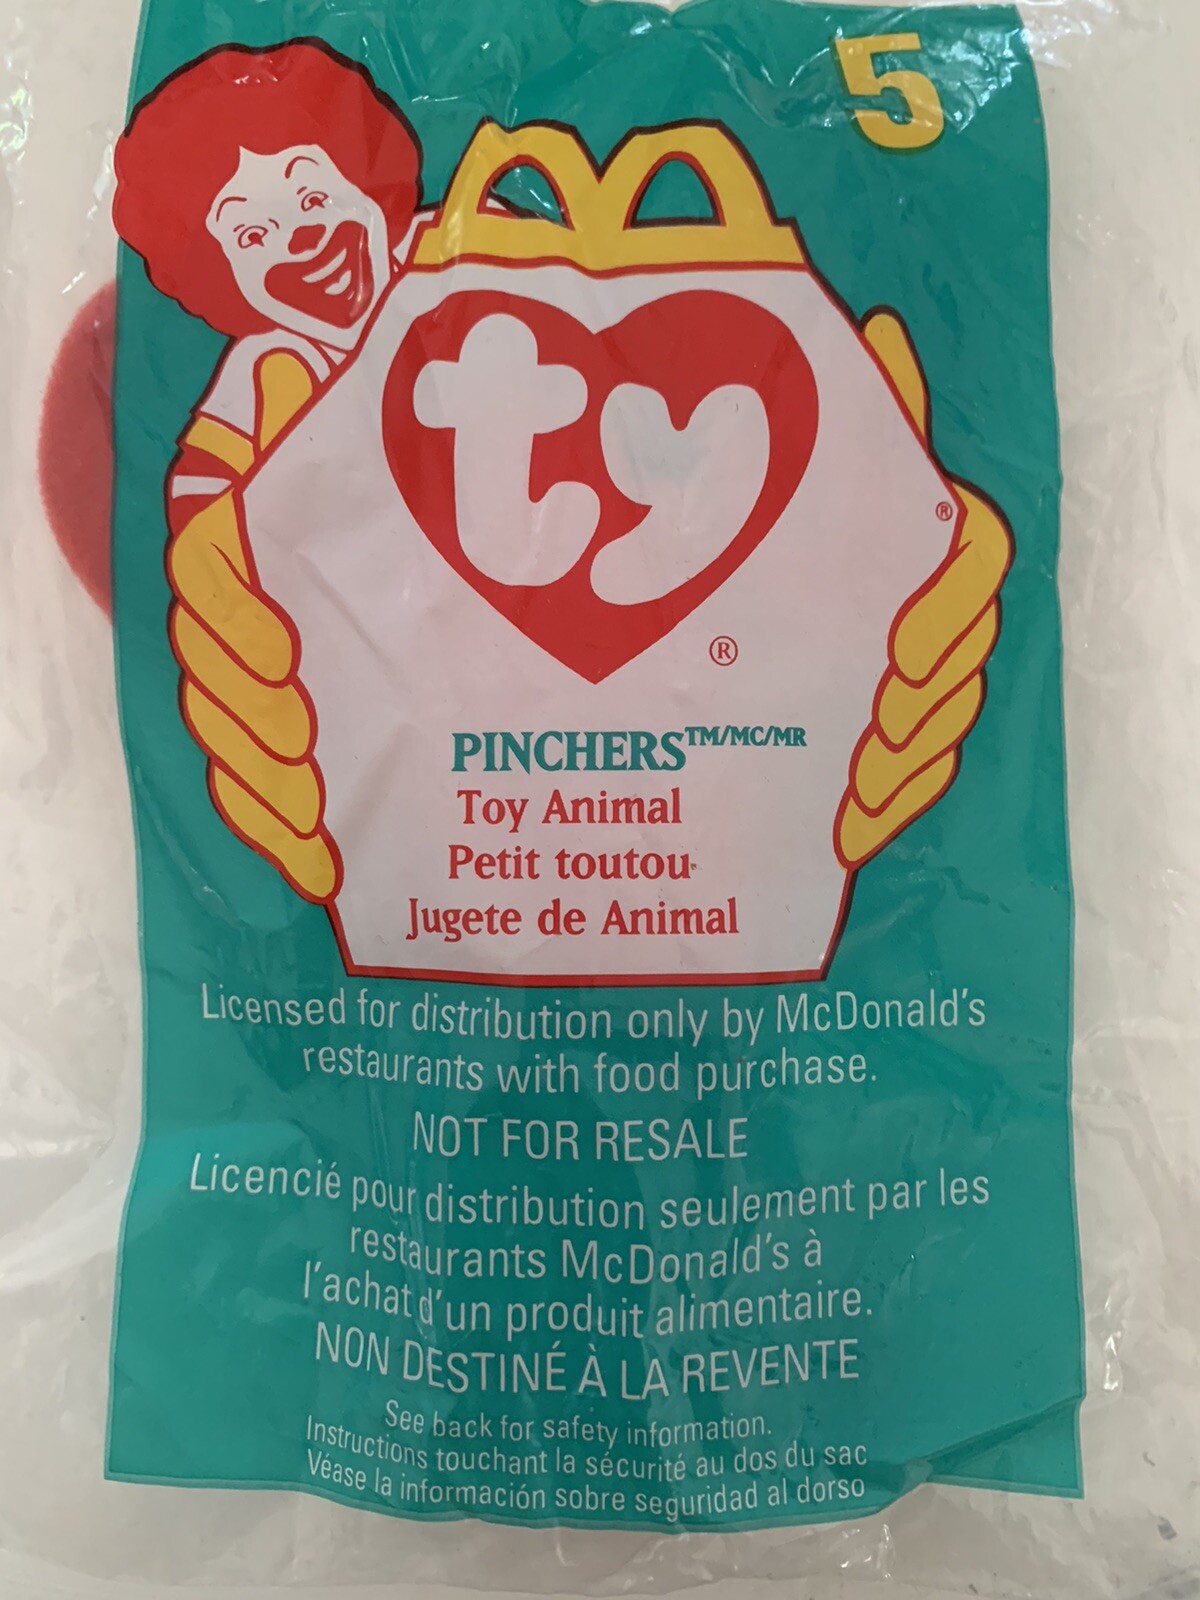 5
ty
®
®
PINCHERS™/MC/MR
Toy Animal
Petit toutou
Jugete de Animal
Licensed for distribution only by McDonald's
restaurants with food purchase.
NOT FOR RESALE
Licencié pour distribution seulement par les
restaurants McDonald's à
l'achat d'un produit alimentaire.
NON DESTINÉ À LA REVENTE
See back for safety information.
Instructions touchant la sécurité au dos du sac
Véase la información sobre seguridad al dorso